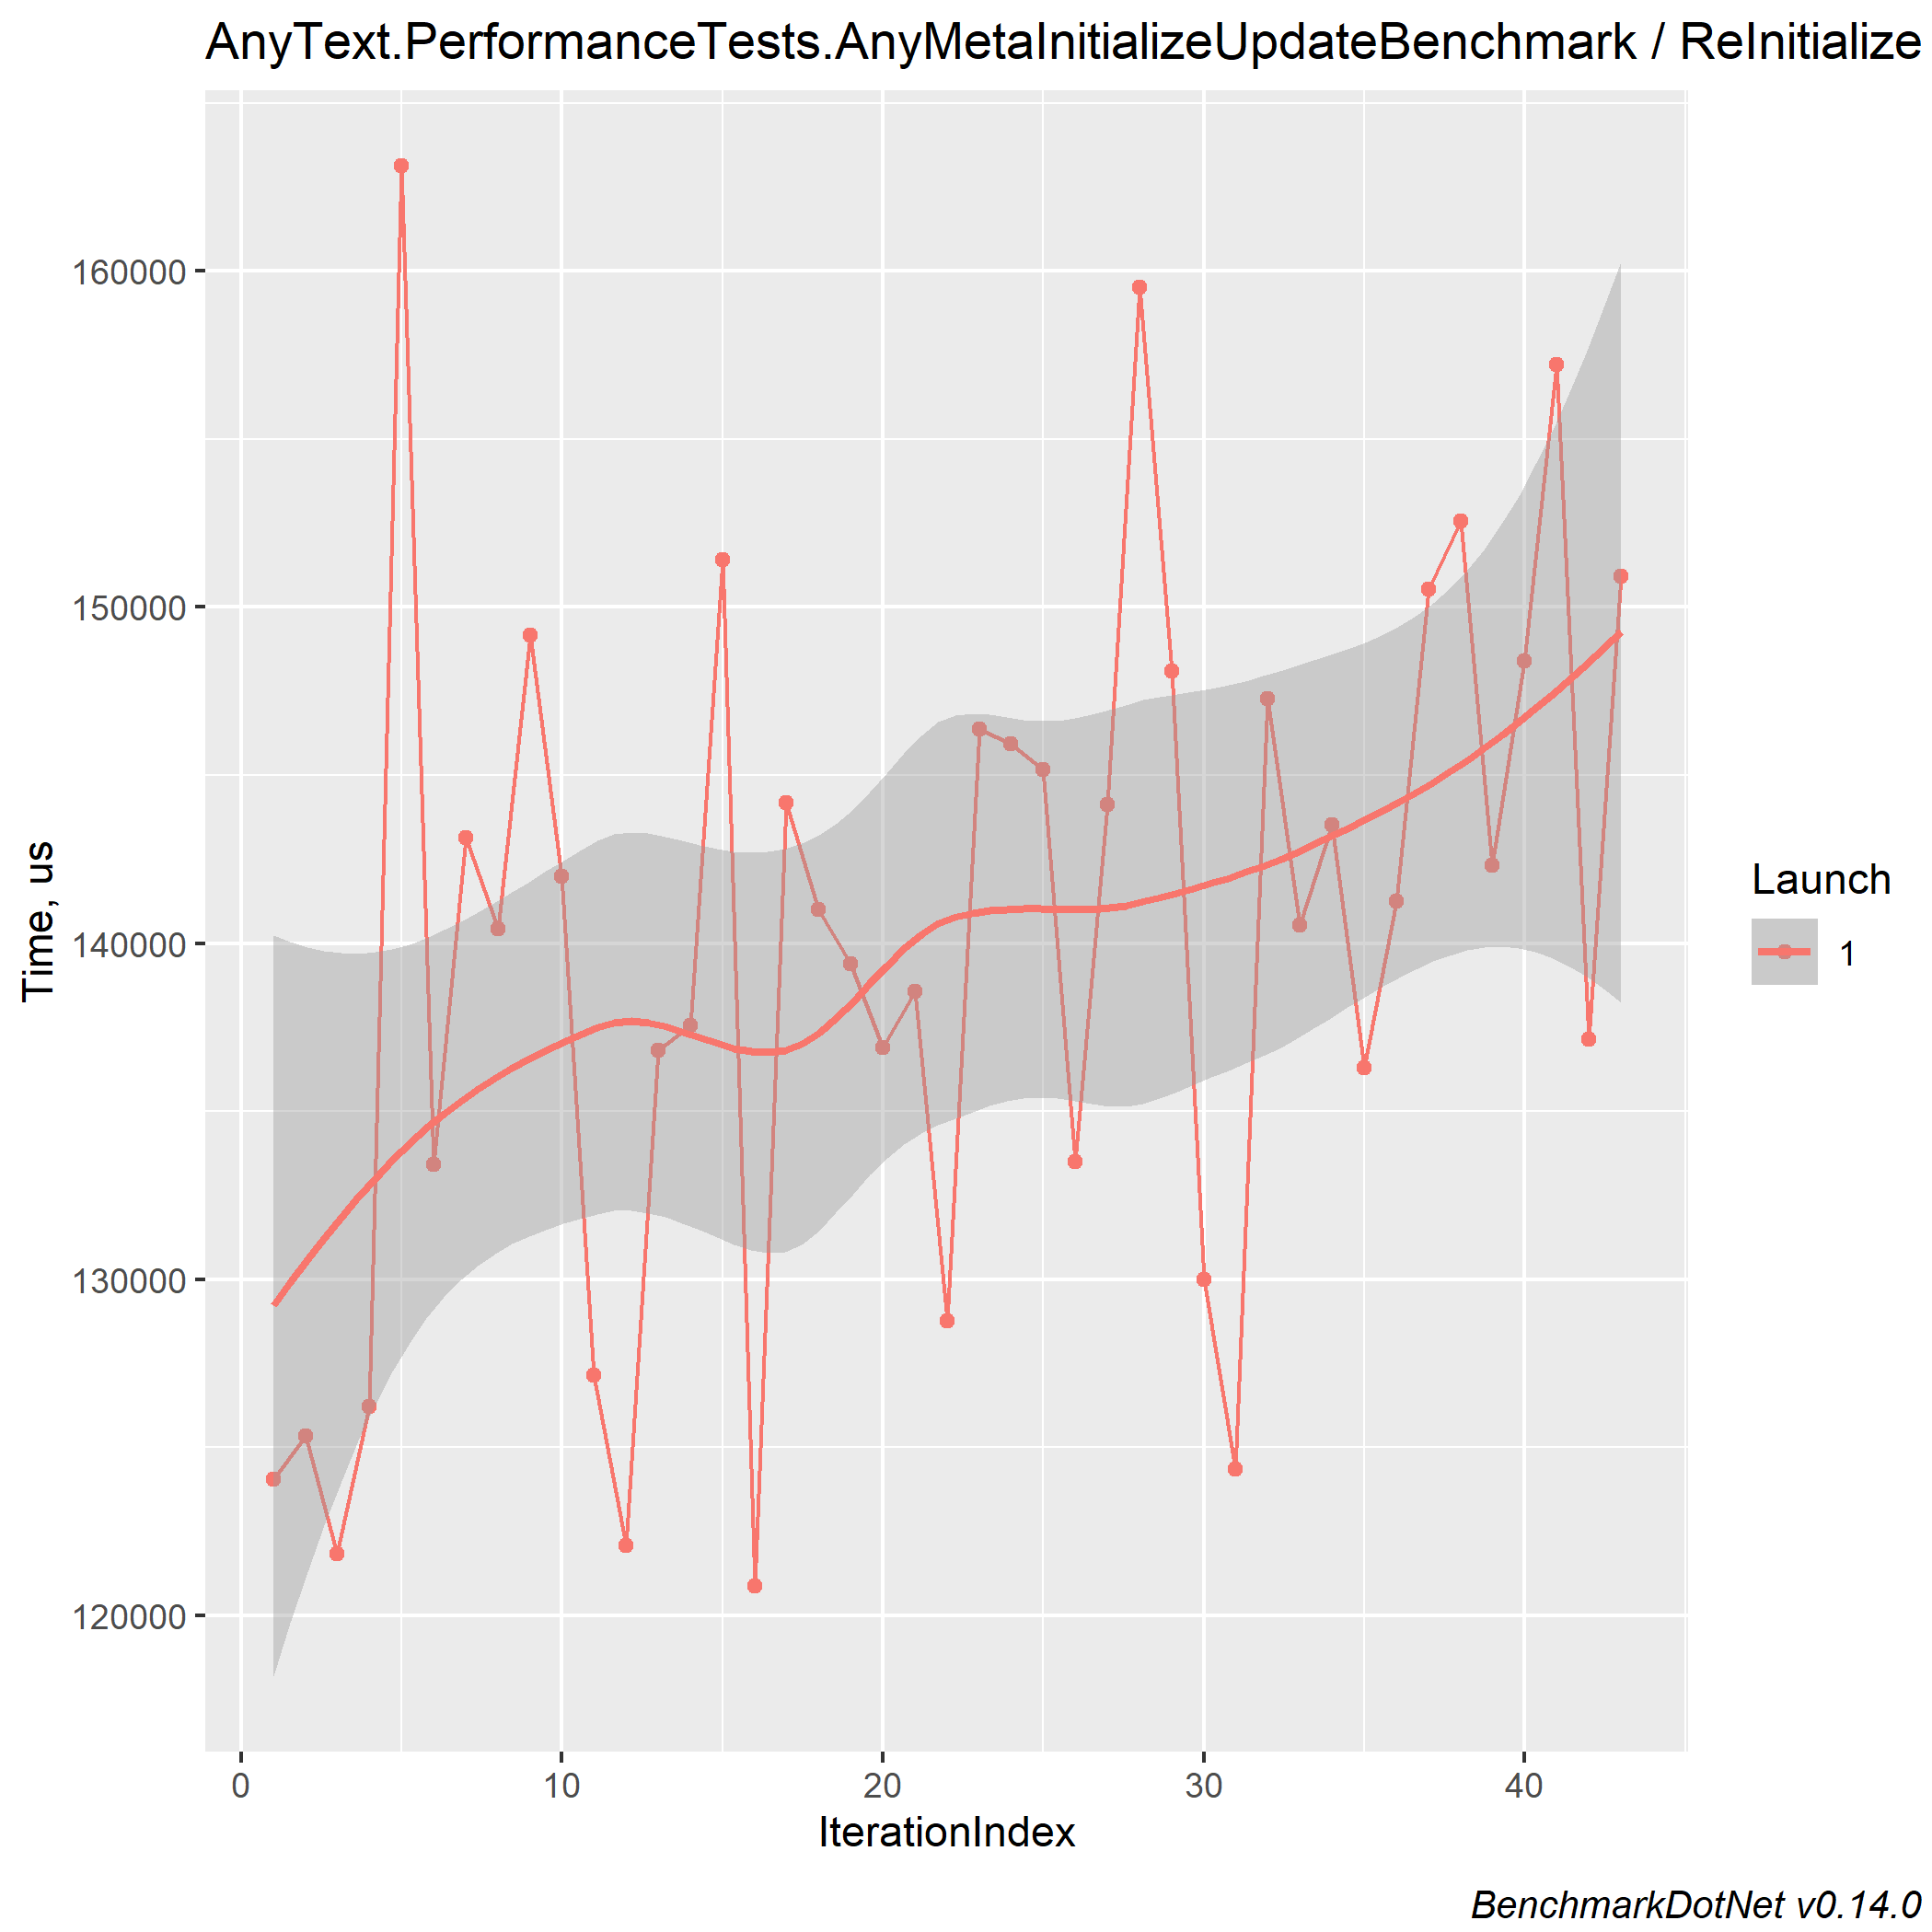 AnyText.PerformanceTests.AnyMetaInitializeUpdateBenchmark / ReInitialize
160000
150000
140000
130000
120000
Time, us
0 10 20 30 40
IterationIndex
Launch
1
BenchmarkDotNet v0.14.0